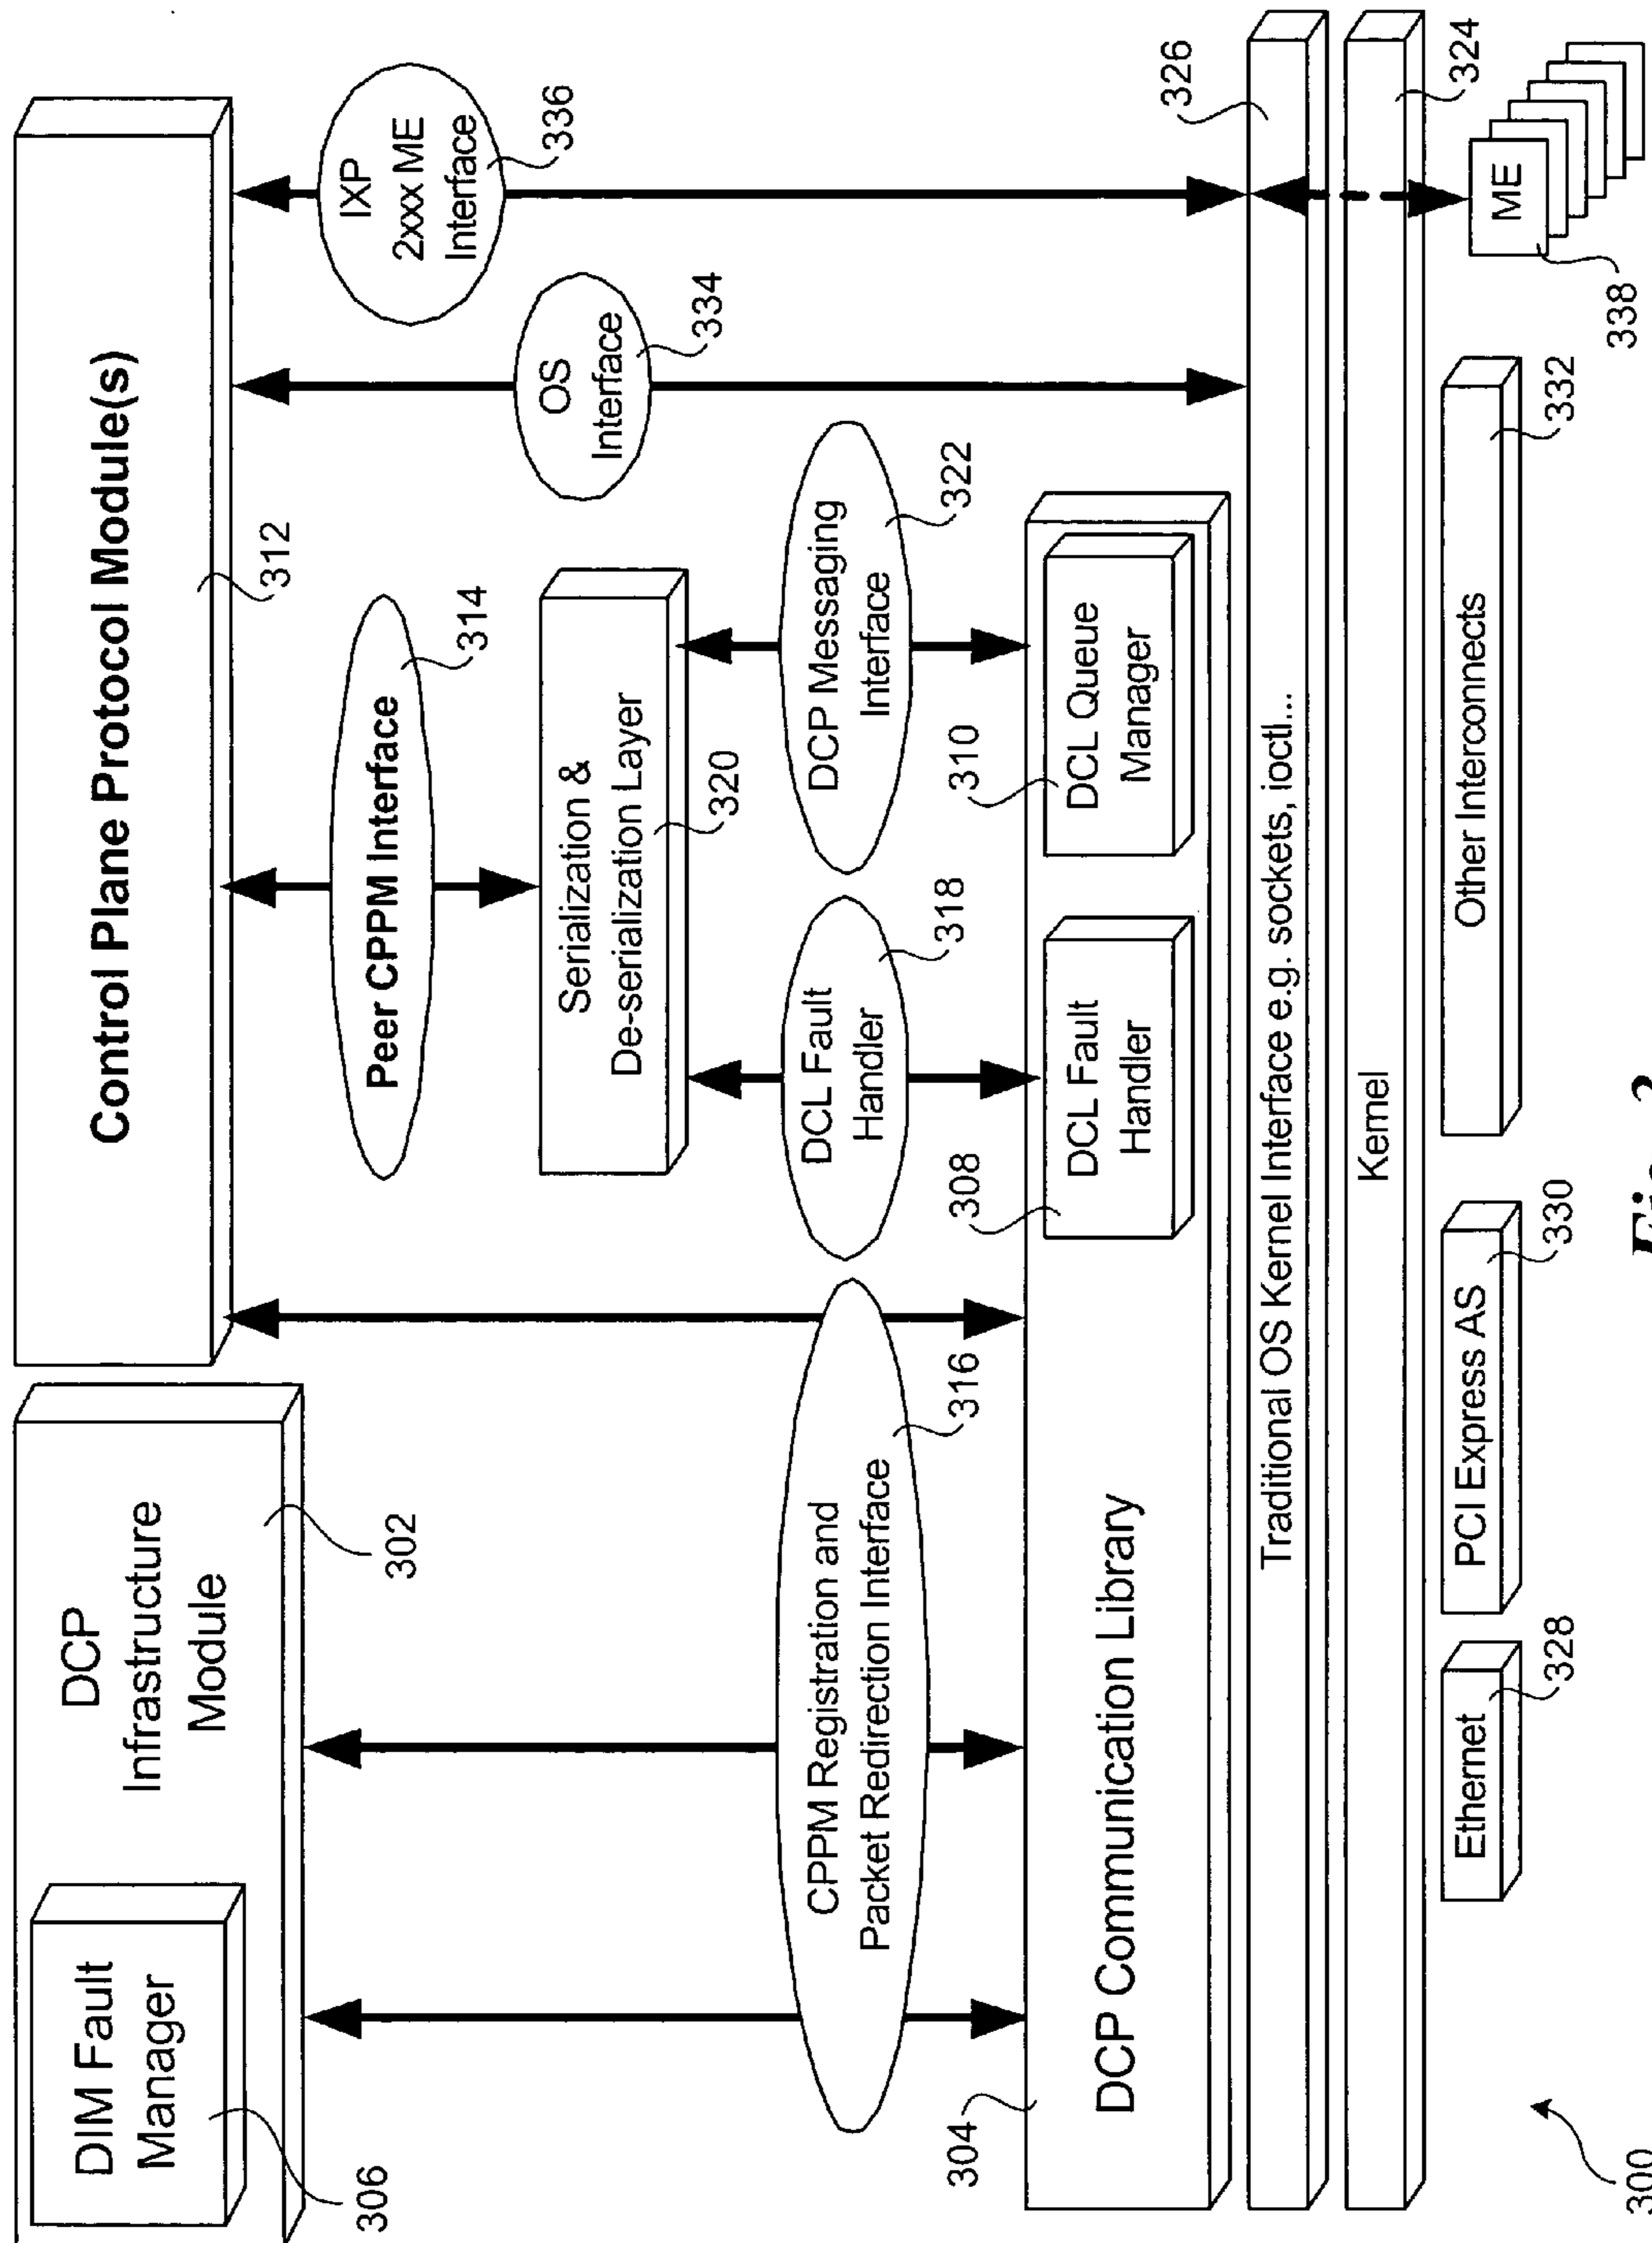 DIM Fault
Manager
306
DCP
Infrastructure
Module
302
Control Plane Protocol Module(s)
312
Peer CPPM Interface
314
IXP
2xxx ME
Interface
336
OS
Interface
334
Serialization &
De-serialization Layer
320
CPPM Registration and
Packet Redirection Interface
316
DCL Fault
Handler
318
DCP Messaging
Interface
322
304
DCP Communication Library
308
DCL Fault
Handler
310
DCL Queue
Manager
326
Traditional OS Kernel Interface e.g. sockets, ioctl...
Kernel
324
Ethernet
328
PCI Express AS
330
Other Interconnects
332
ME
338
300